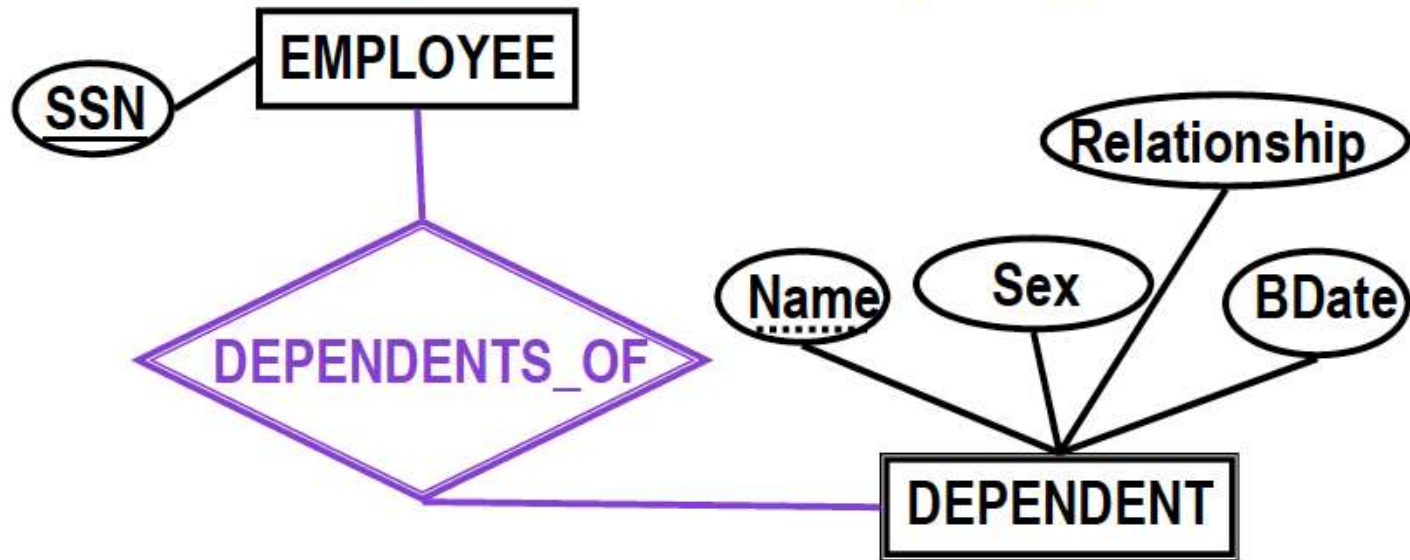 EMPLOYEE
SSN
Relationship
Name
Sex
BDate
DEPENDENTS_OF
DEPENDENT